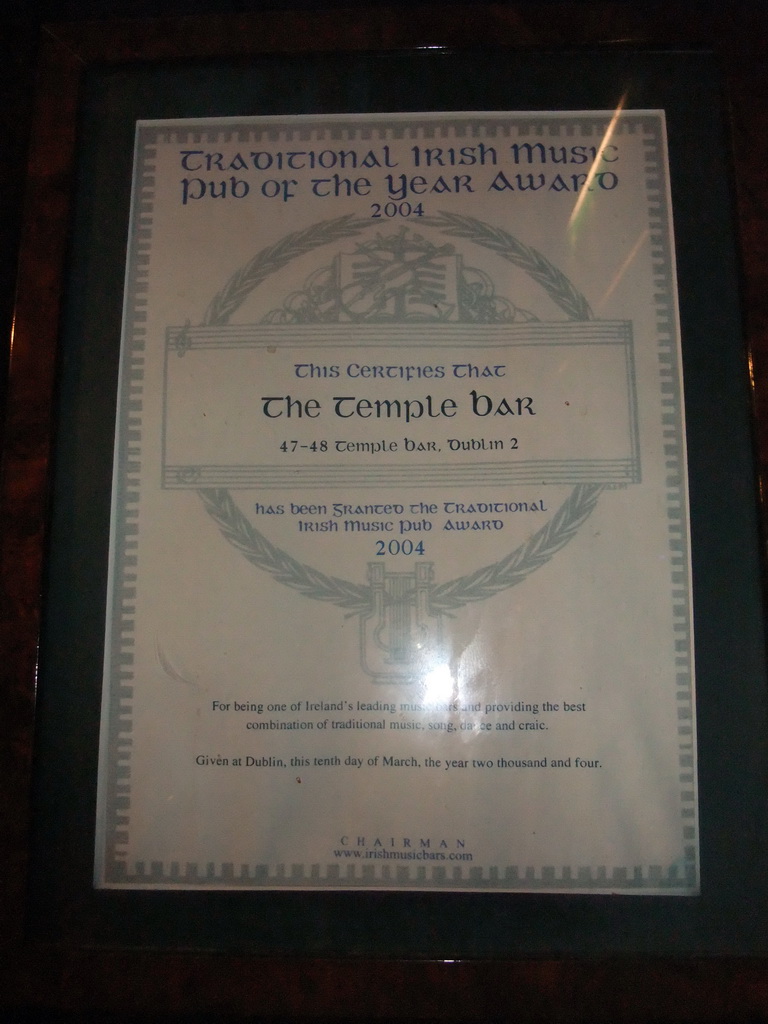 Traditional Irish Music
Pub of the Year Award
2004
This Certifies That
The Temple Bar
47-48 Temple Bar, Dublin 2
has been granted the Traditional
Irish Music Pub Award
2004
For being one of Ireland's leading music bars and providing the best
combination of traditional music, song, dance and craic.
Given at Dublin, this tenth day of March, the year two thousand and four.
CHAIRMAN
www.irishmusicbars.com